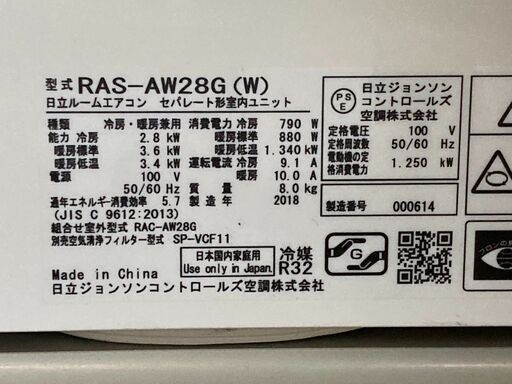 型式 RAS-AW28G (W)
日立ルームエアコン セパレート形室内ユニット
種類 冷房・暖房兼用
能力 冷房 2.8 kW
暖房標準 3.6 kW
暖房低温 3.4 kW
電源 100 V
50/60 Hz
消費電力 冷房 790 W
暖房標準 880 W
暖房低温 1.340 kW
運転電流 冷房 9.1 A
暖房 10.0 A
質量 8.0 kg
通年エネルギー消費効率 5.7
製造年 2018
(JIS C 9612:2013)
組合せ室外型式 RAC-AW28G
別売空気清浄フィルター型式 SP-VCF11
Made in China
日立ジョンソンコントロールズ空調株式会社
日本国内家庭用
Use only in Japan.
冷媒
R32
G
PS
E
日立ジョンソン
コントロールズ
空調株式会社
定格電圧 100 V
定格周波数 50/60 Hz
電動機の定
格消費電力 1.250 kW
製造番号 000614